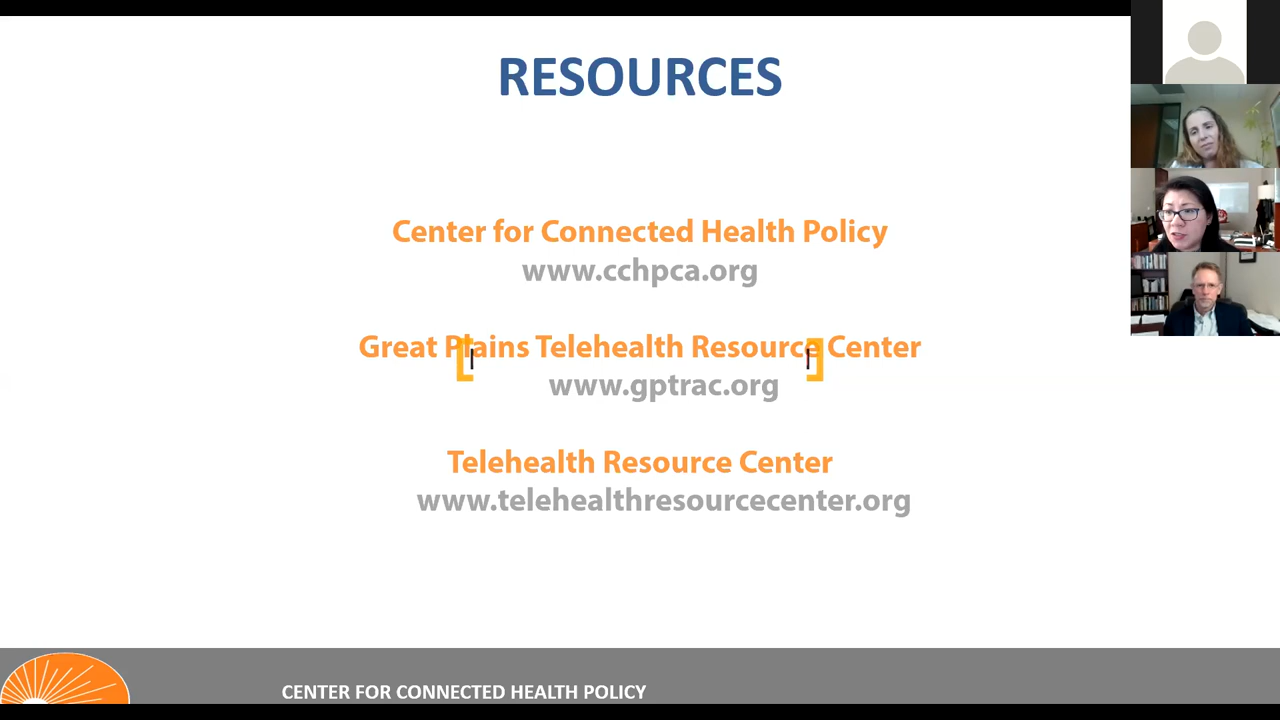 RESOURCES
Center for Connected Health Policy
www.cchpca.org
Great Plains Telehealth Resource Center
www.gptrac.org
Telehealth Resource Center
www.telehealthresourcecenter.org
CENTER FOR CONNECTED HEALTH POLICY